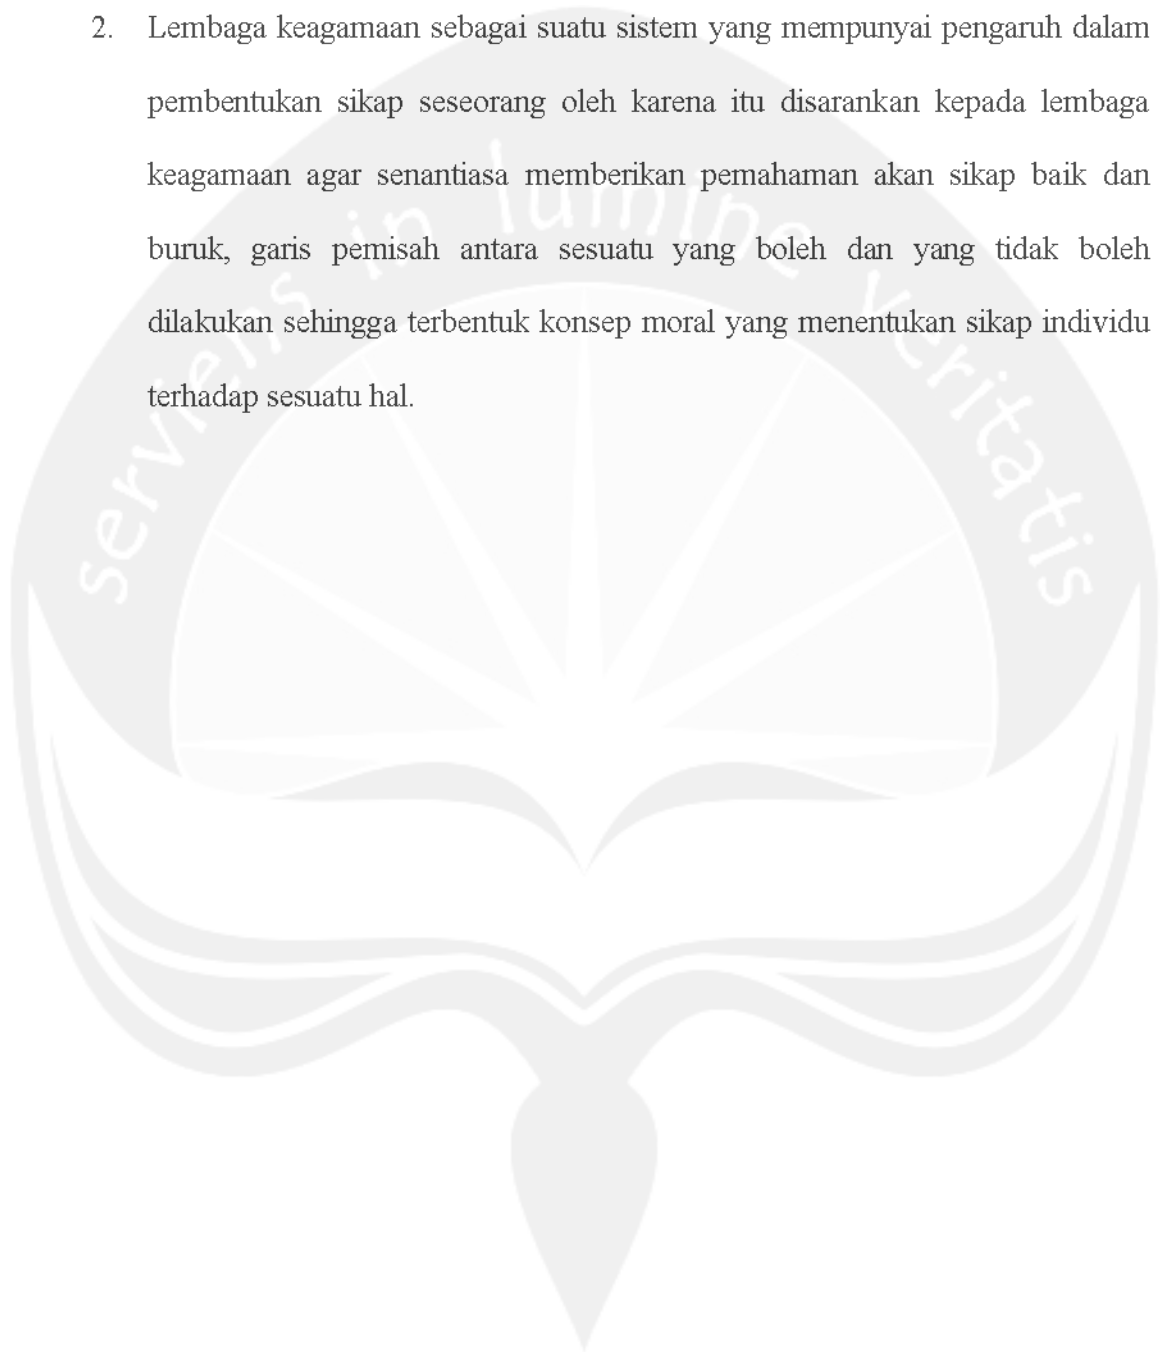 2. Lembaga keagamaan sebagai suatu sistem yang mempunyai pengaruh dalam
pembentukan sikap seseorang oleh karena itu disarankan kepada lembaga
keagamaan agar senantiasa memberikan pemahaman akan sikap baik dan
buruk, garis pemisah antara sesuatu yang boleh dan yang tidak boleh
dilakukan sehingga terbentuk konsep moral yang menentukan sikap individu
terhadap sesuatu hal.
serviens in lumine veritatis